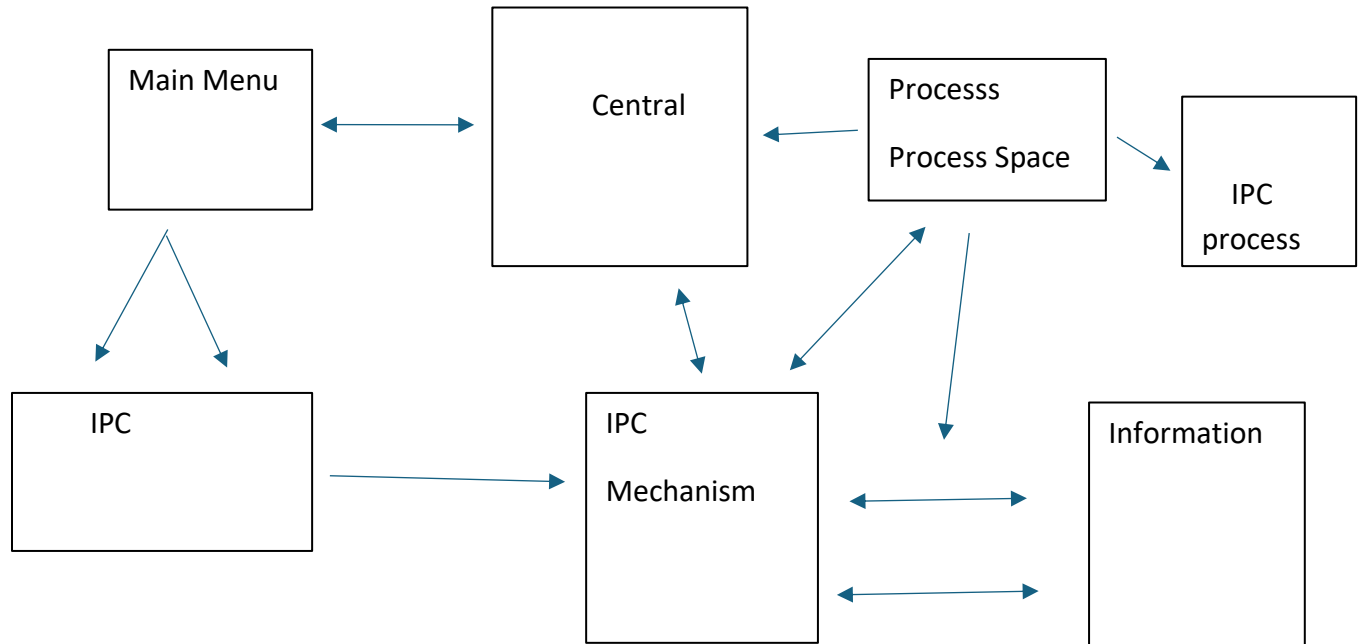 Main Menu
Central
Processs
Process Space
IPC
process
IPC
IPC
Mechanism
Information